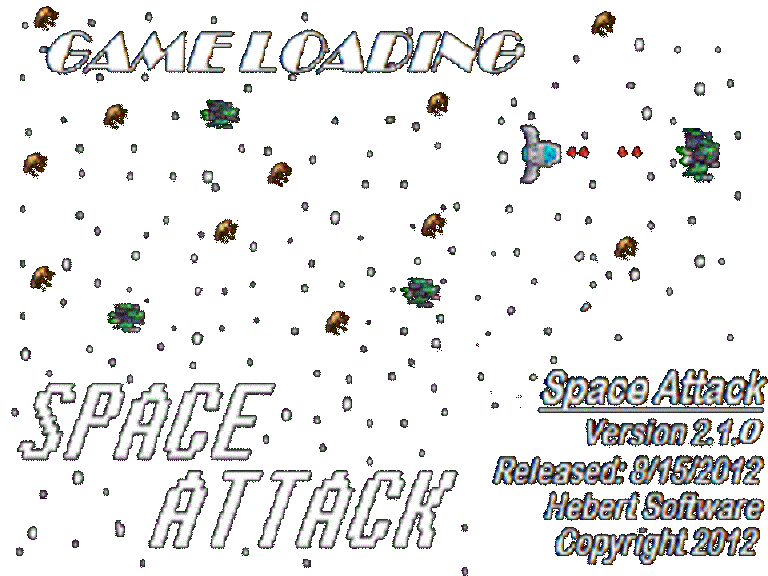 GAME LOADING
SPACE
ATTACK
Space Attack
Version 2.1.0
Released: 8/15/2012
Hebert Software
Copyright 2012